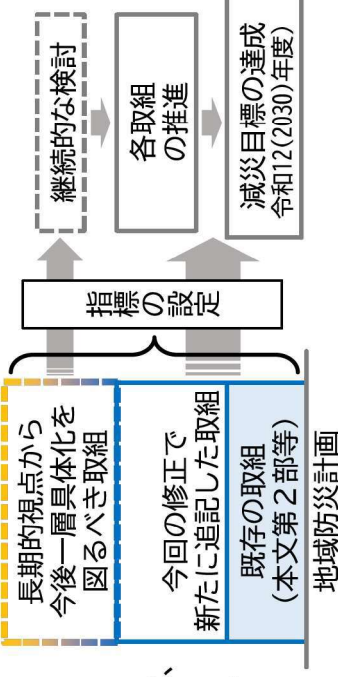 長期的視点から
今後一層具体化を
図るべき取組
今回の修正で
新たに追記した取組
既存の取組
(本文第2部等)
地域防災計画
指標の設定
継続的な検討
各取組
の推進
減災目標の達成
令和12(2030)年度